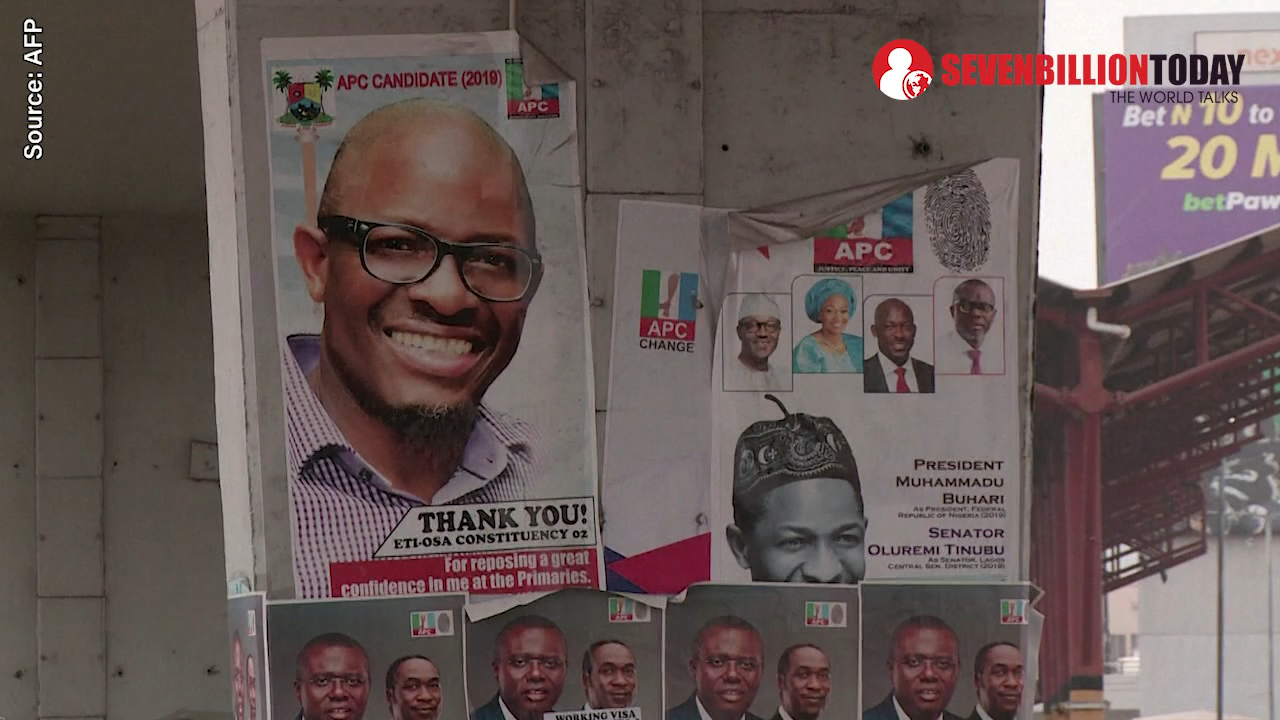 Source: AFP
SEVENBILLIONTODAY
THE WORLD TALKS
APC CANDIDATE (2019)
APC
THANK YOU!
ETI-OSA CONSTITUENCY 02
For reposing a great
confidence in me at the Primaries.
APC
CHANGE
APC
JUSTICE, PEACE AND UNITY
PRESIDENT
MUHAMMADU
BUHARI
AS PRESIDENT, FEDERAL
REPUBLIC OF NIGERIA (2019)
SENATOR
OLUREMI TINUBU
AS SENATOR, LAGOS
CENTRAL SEN. DISTRICT (2019)
Bet N 10 to
20 M
betPaw
APC
APC
APC
APC
WORKING VISA